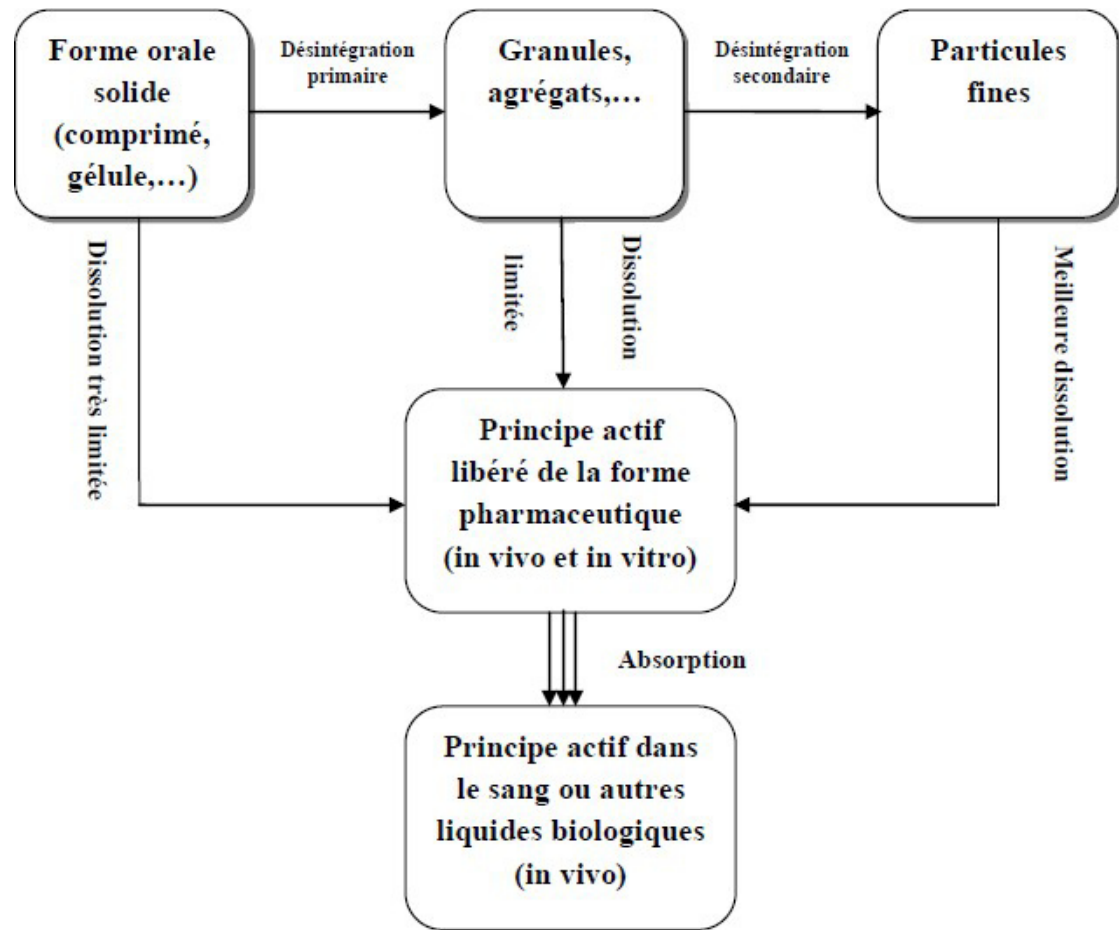 Forme orale
solide
(comprimé,
gélule,…)
Désintégration
primaire
Granules,
agrégats,…
Désintégration
secondaire
Particules
fines
Dissolution très limitée
Dissolution
limitée
Meilleure dissolution
Principe actif
libéré de la forme
pharmaceutique
(in vivo et in vitro)
Absorption
Principe actif dans
le sang ou autres
liquides biologiques
(in vivo)